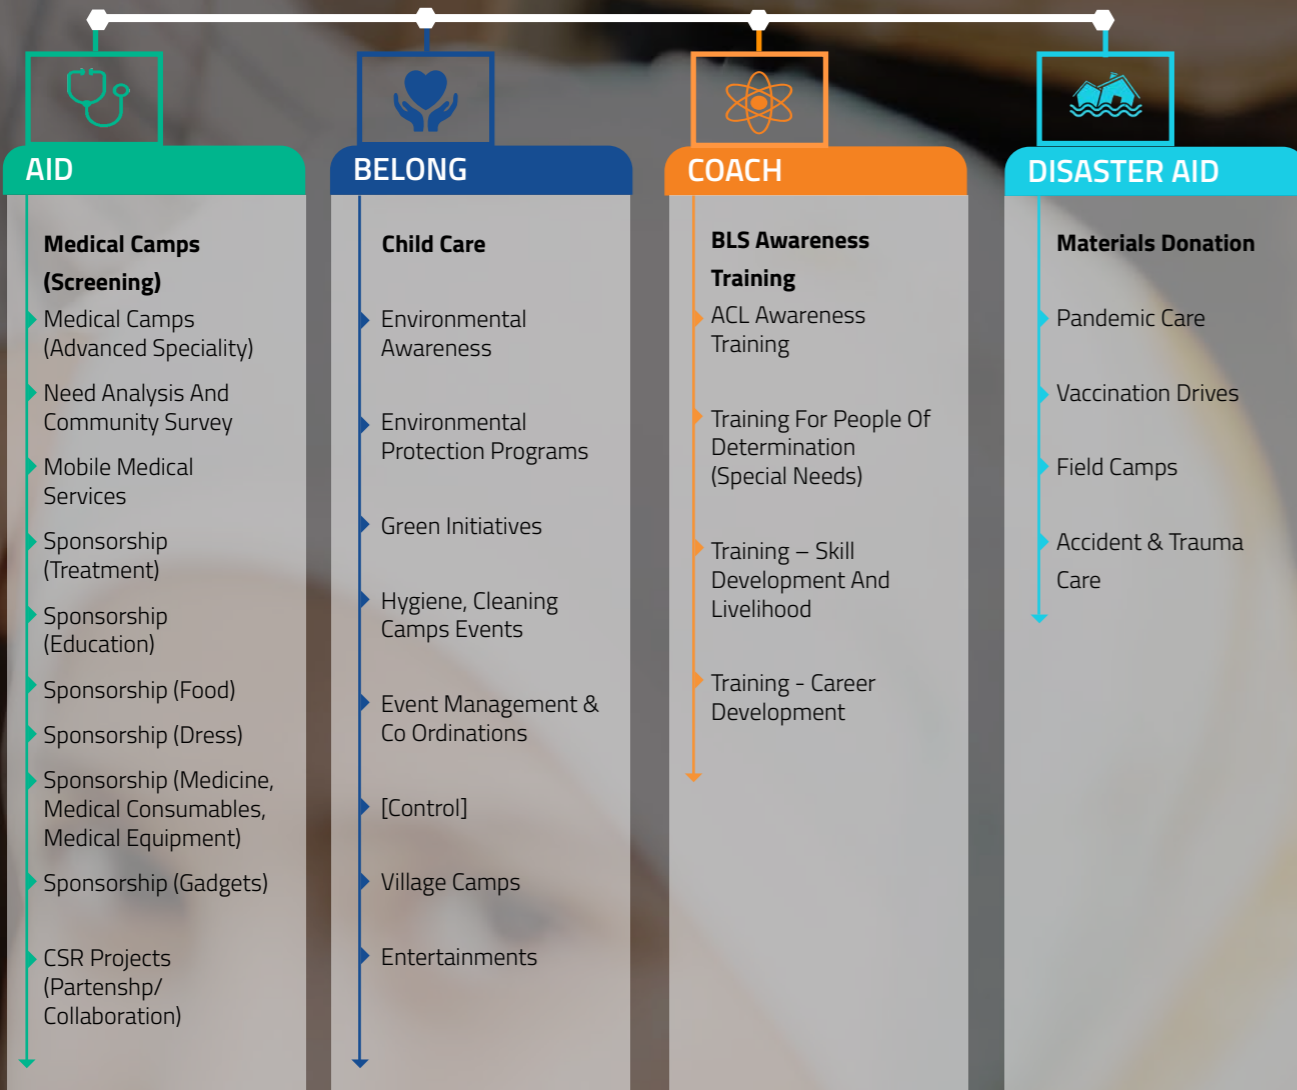 AID
Medical Camps
(Screening)
Medical Camps
(Advanced Speciality)
Need Analysis And
Community Survey
Mobile Medical
Services
Sponsorship
(Treatment)
Sponsorship
(Education)
Sponsorship (Food)
Sponsorship (Dress)
Sponsorship (Medicine,
Medical Consumables,
Medical Equipment)
Sponsorship (Gadgets)
CSR Projects
(Partenshp/
Collaboration)
BELONG
Child Care
Environmental
Awareness
Environmental
Protection Programs
Green Initiatives
Hygiene, Cleaning
Camps Events
Event Management &
Co Ordinations
[Control]
Village Camps
Entertainments
COACH
BLS Awareness
Training
ACL Awareness
Training
Training For People Of
Determination
(Special Needs)
Training – Skill
Development And
Livelihood
Training - Career
Development
DISASTER AID
Materials Donation
Pandemic Care
Vaccination Drives
Field Camps
Accident & Trauma
Care